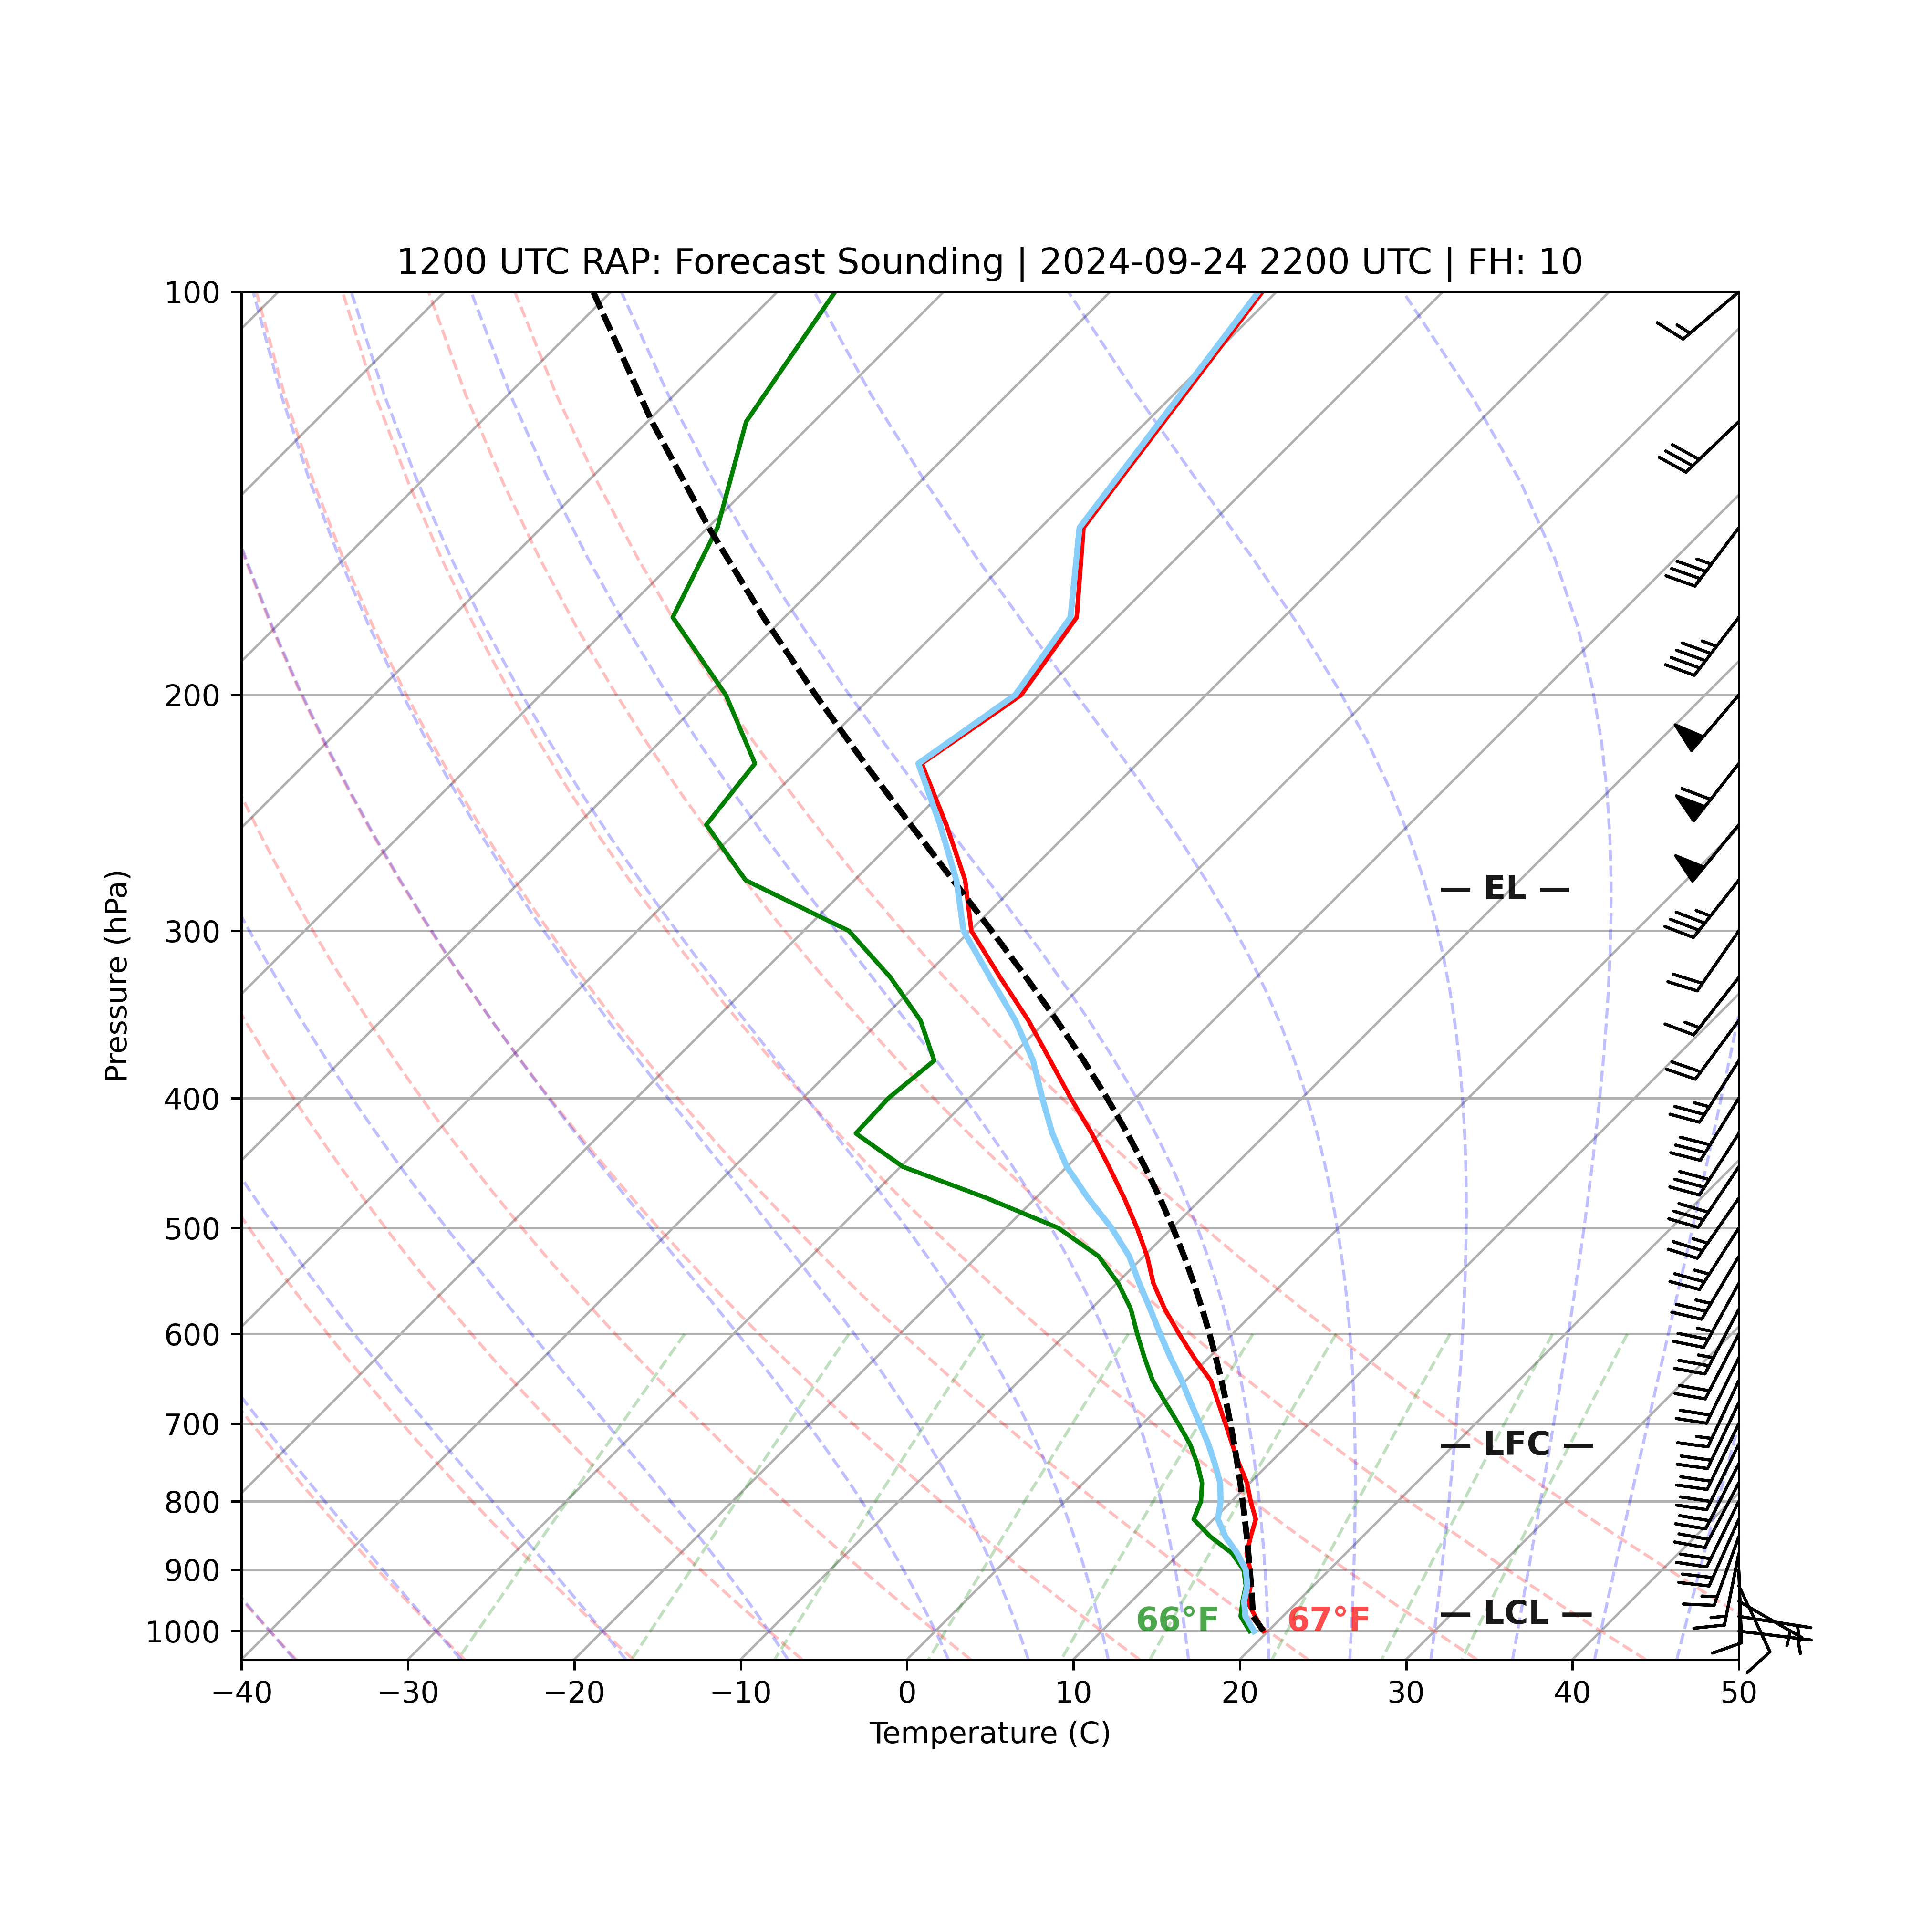 1200 UTC RAP: Forecast Sounding | 2024-09-24 2200 UTC | FH: 10
100
200
300
400
500
600
700
800
900
1000
Pressure (hPa)
— EL —
— LFC —
— LCL —
66°F
67°F
−40 −30 −20 −10 0 10 20 30 40 50
Temperature (C)